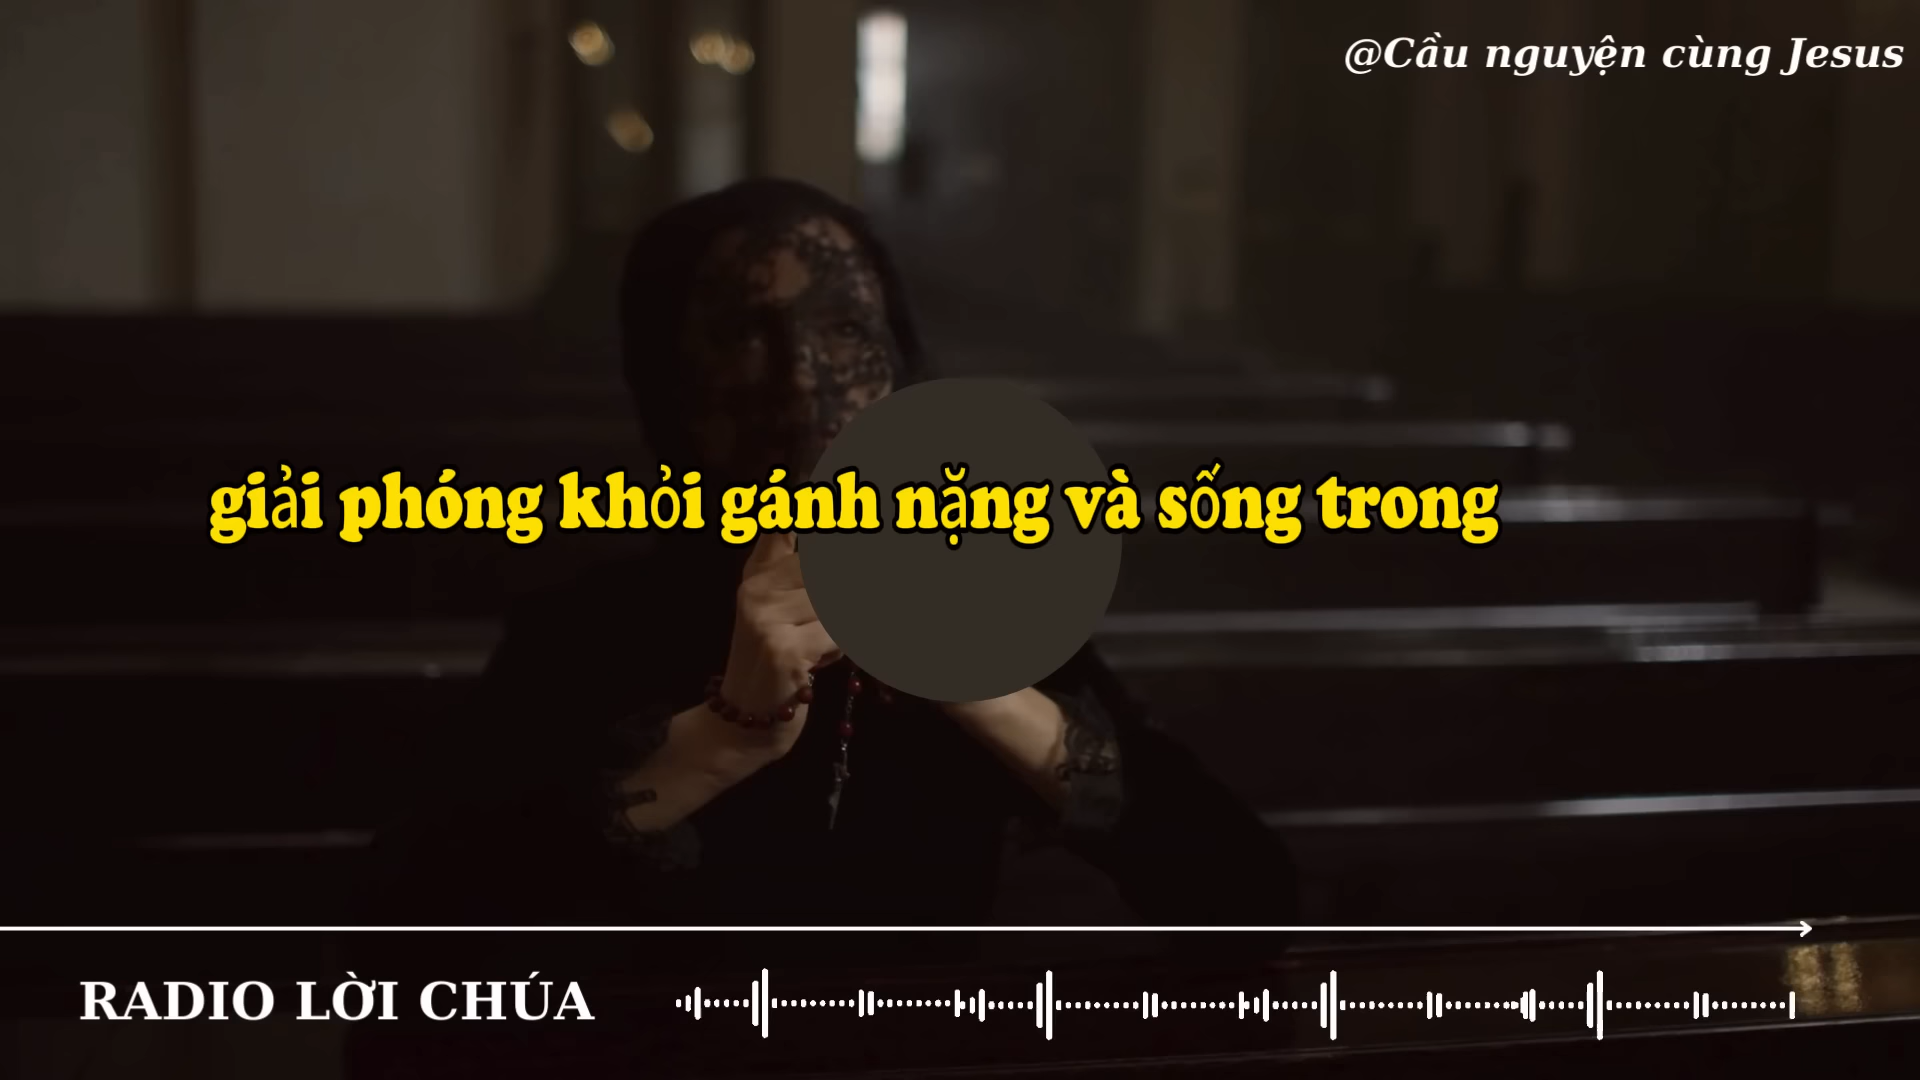 @Cầu nguyện cùng Jesus
giải phóng khỏi gánh nặng và sống trong
RADIO LỜI CHÚA